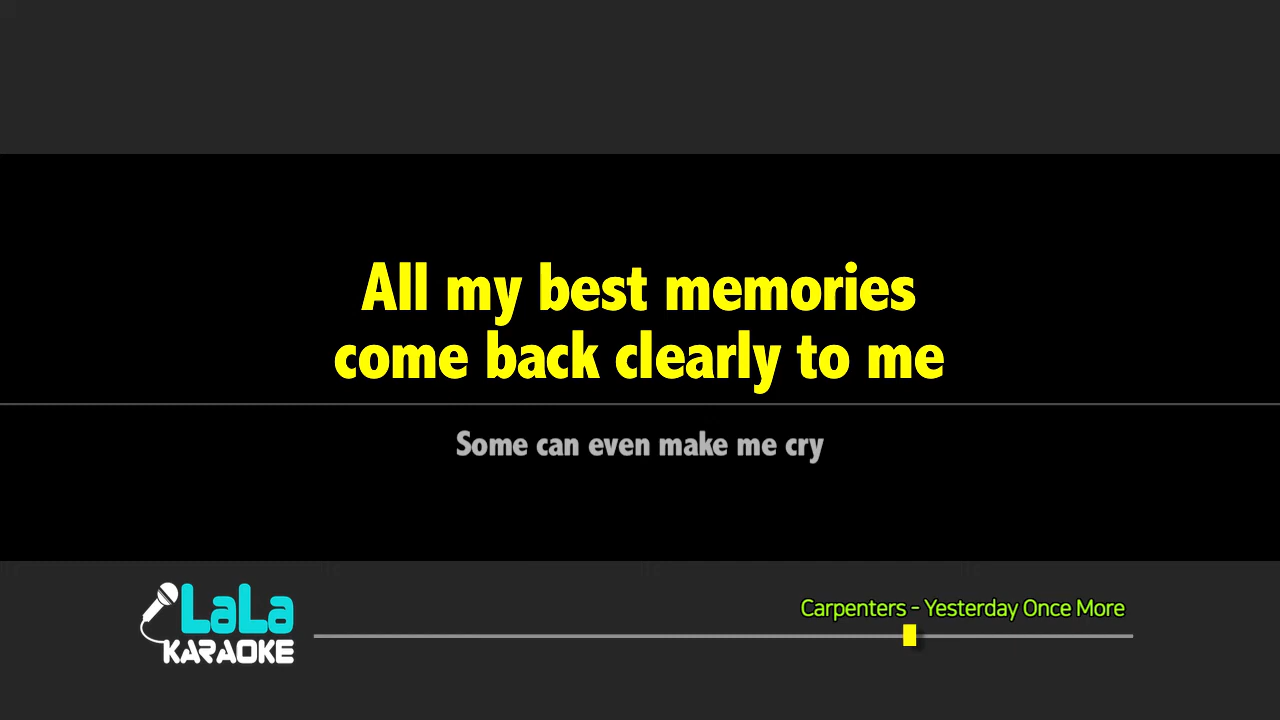 All my best memories
come back clearly to me
Some can even make me cry
Carpenters - Yesterday Once More
LaLa
KARAOKE